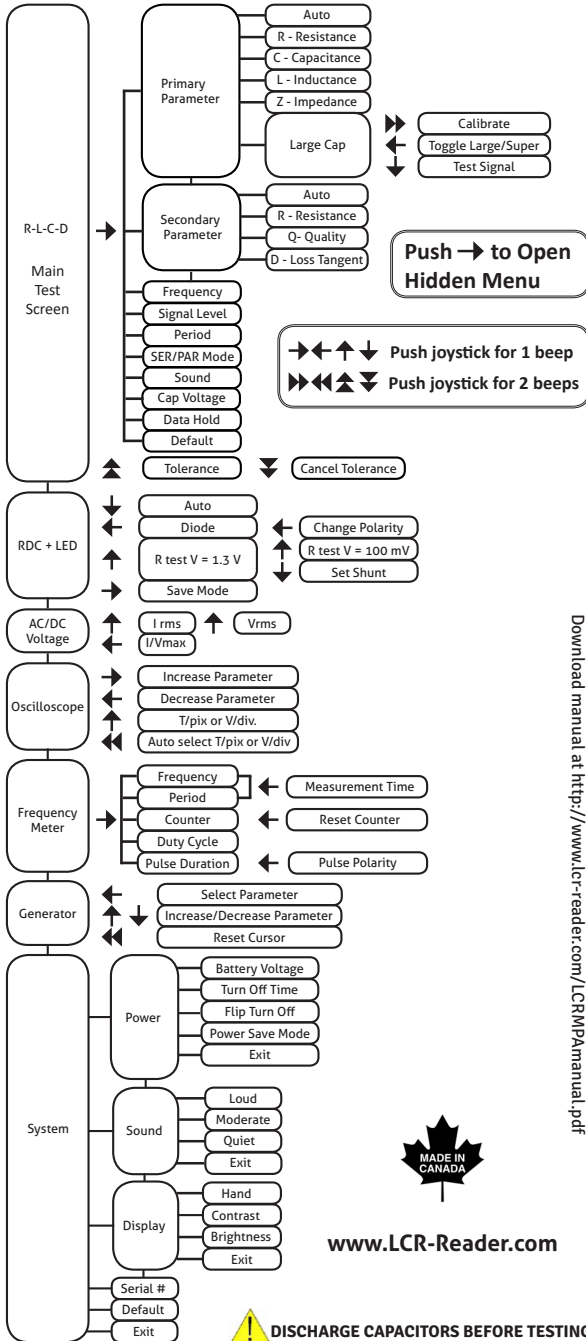 R-L-C-D
Main
Test
Screen
Primary
Parameter
Auto
R - Resistance
C - Capacitance
L - Inductance
Z - Impedance
Large Cap
Calibrate
Toggle Large/Super
Test Signal
Secondary
Parameter
Auto
R - Resistance
Q- Quality
D - Loss Tangent
Frequency
Signal Level
Period
SER/PAR Mode
Sound
Cap Voltage
Data Hold
Default
Tolerance
Cancel Tolerance
Push → to Open
Hidden Menu
Push joystick for 1 beep
Push joystick for 2 beeps
RDC + LED
Auto
Diode
Change Polarity
R test V = 1.3 V
R test V = 100 mV
Set Shunt
Save Mode
AC/DC
Voltage
I rms
Vrms
I/Vmax
Oscilloscope
Increase Parameter
Decrease Parameter
T/pix or V/div.
Auto select T/pix or V/div
Frequency
Meter
Frequency
Period
Measurement Time
Counter
Reset Counter
Duty Cycle
Pulse Duration
Pulse Polarity
Generator
Select Parameter
Increase/Decrease Parameter
Reset Cursor
System
Power
Battery Voltage
Turn Off Time
Flip Turn Off
Power Save Mode
Exit
Sound
Loud
Moderate
Quiet
Exit
Display
Hand
Contrast
Brightness
Exit
Serial #
Default
Exit
Download manual at http://www.lcr-reader.com/LCRMPAmanual.pdf
MADE IN
CANADA
www.LCR-Reader.com
! DISCHARGE CAPACITORS BEFORE TESTING